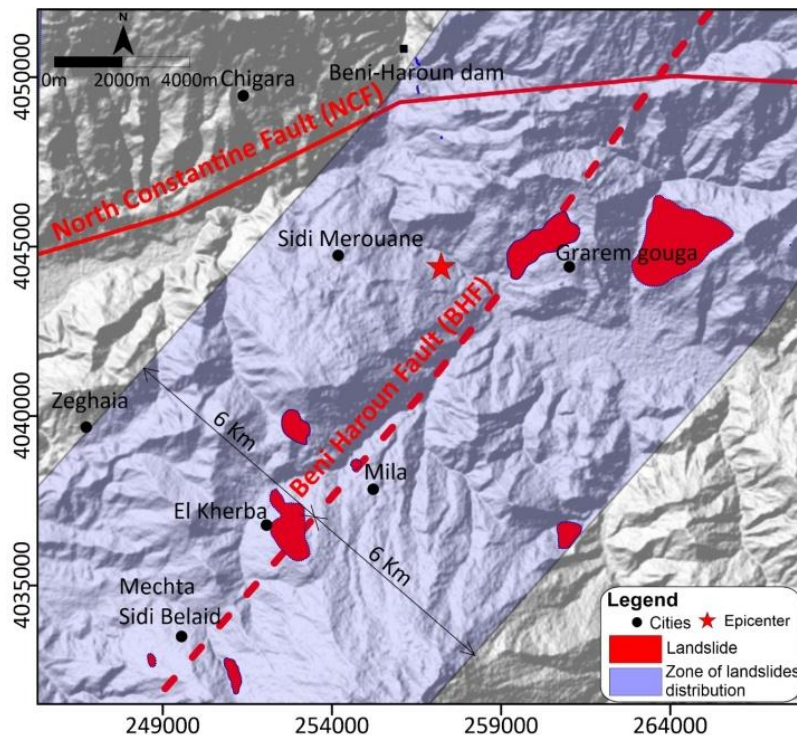 N
0m 2000m 4000m
Chigara
Beni-Haroun dam
North Constantine Fault (NCF)
Sidi Merouane
Grarem gouga
Beni Haroun Fault (BHF)
Zeghaia
6 Km
Mila
El Kherba
6 Km
Mechta
Sidi Belaid
4050000
4045000
4040000
4035000
249000 254000 259000 264000
Legend
Cities Epicenter
Landslide
Zone of landslides
distribution